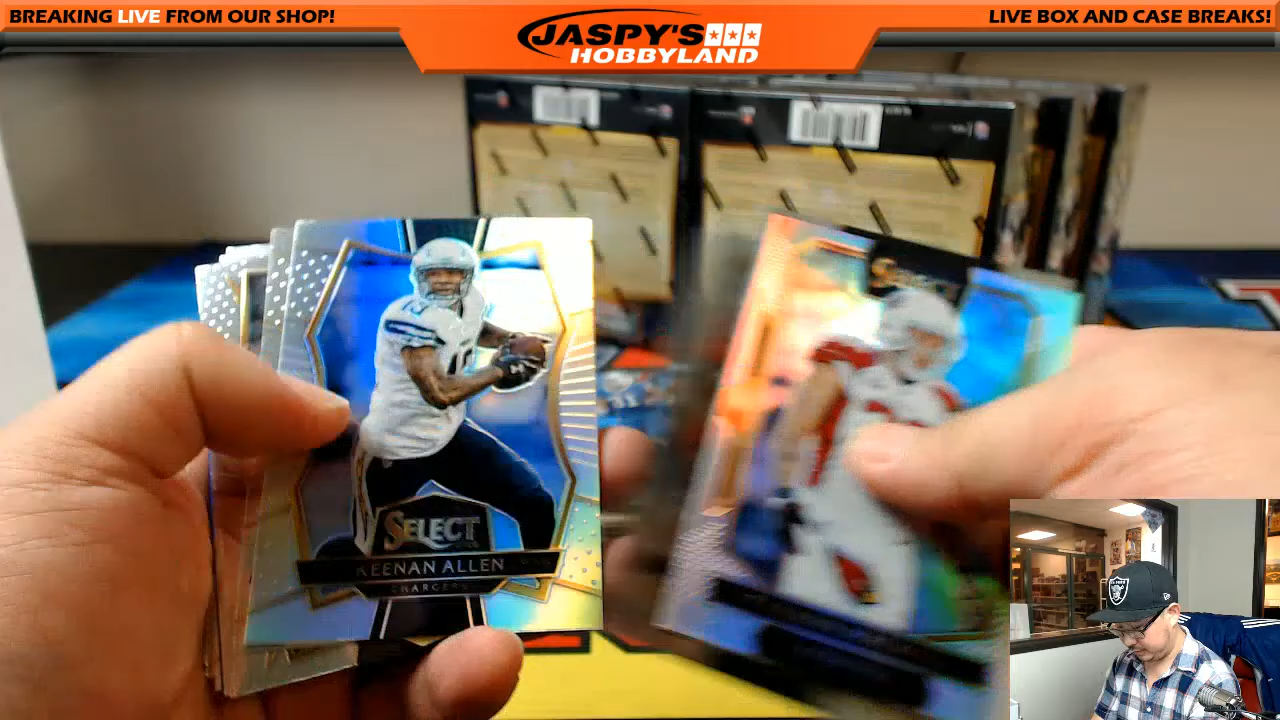 BREAKING LIVE FROM OUR SHOP!
JASPY'S
HOBBYLAND
LIVE BOX AND CASE BREAKS!
SELECT
KEENAN ALLEN
CHARGERS